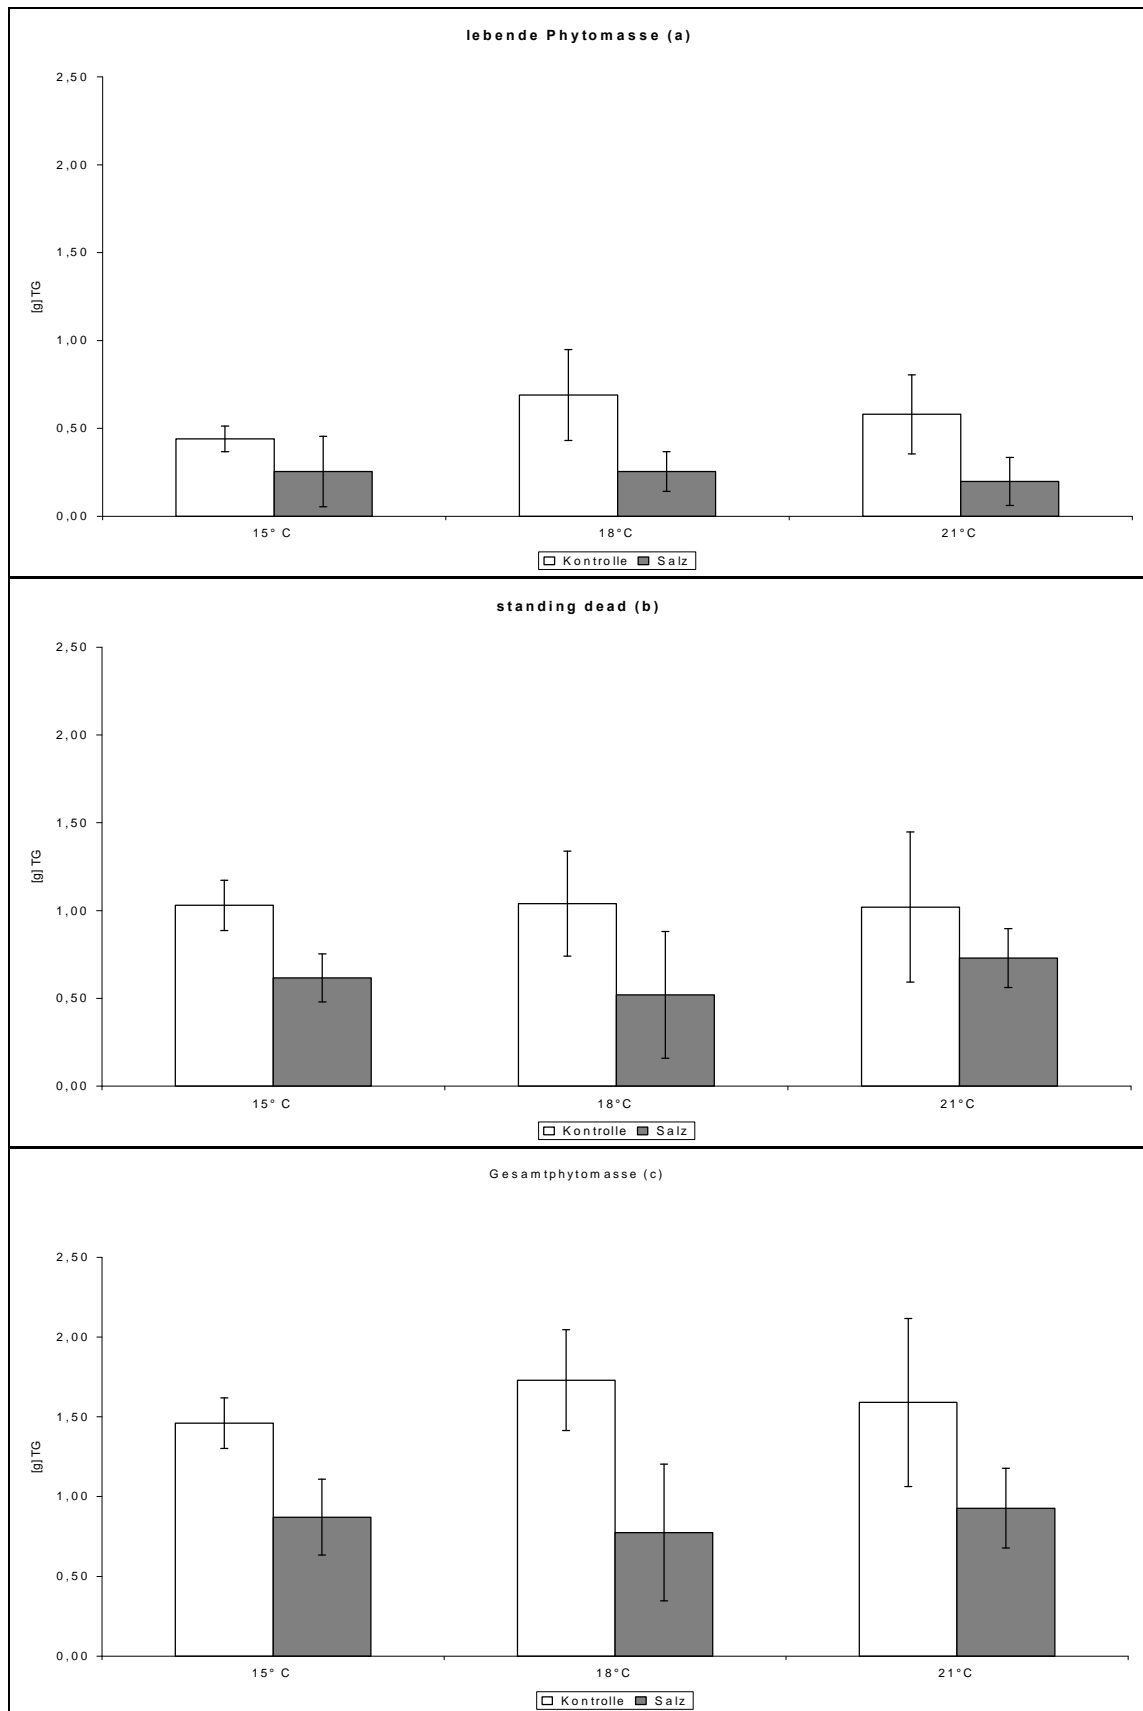 lebende Phytomasse (a)
2,50
2,00
1,50
1,00
0,50
0,00
[g] TG
15° C 18°C 21°C
Kontrolle Salz
standing dead (b)
2,50
2,00
1,50
1,00
0,50
0,00
[g] TG
15° C 18°C 21°C
Kontrolle Salz
Gesamtphytomasse (c)
2,50
2,00
1,50
1,00
0,50
0,00
[g] TG
15° C 18°C 21°C
Kontrolle Salz